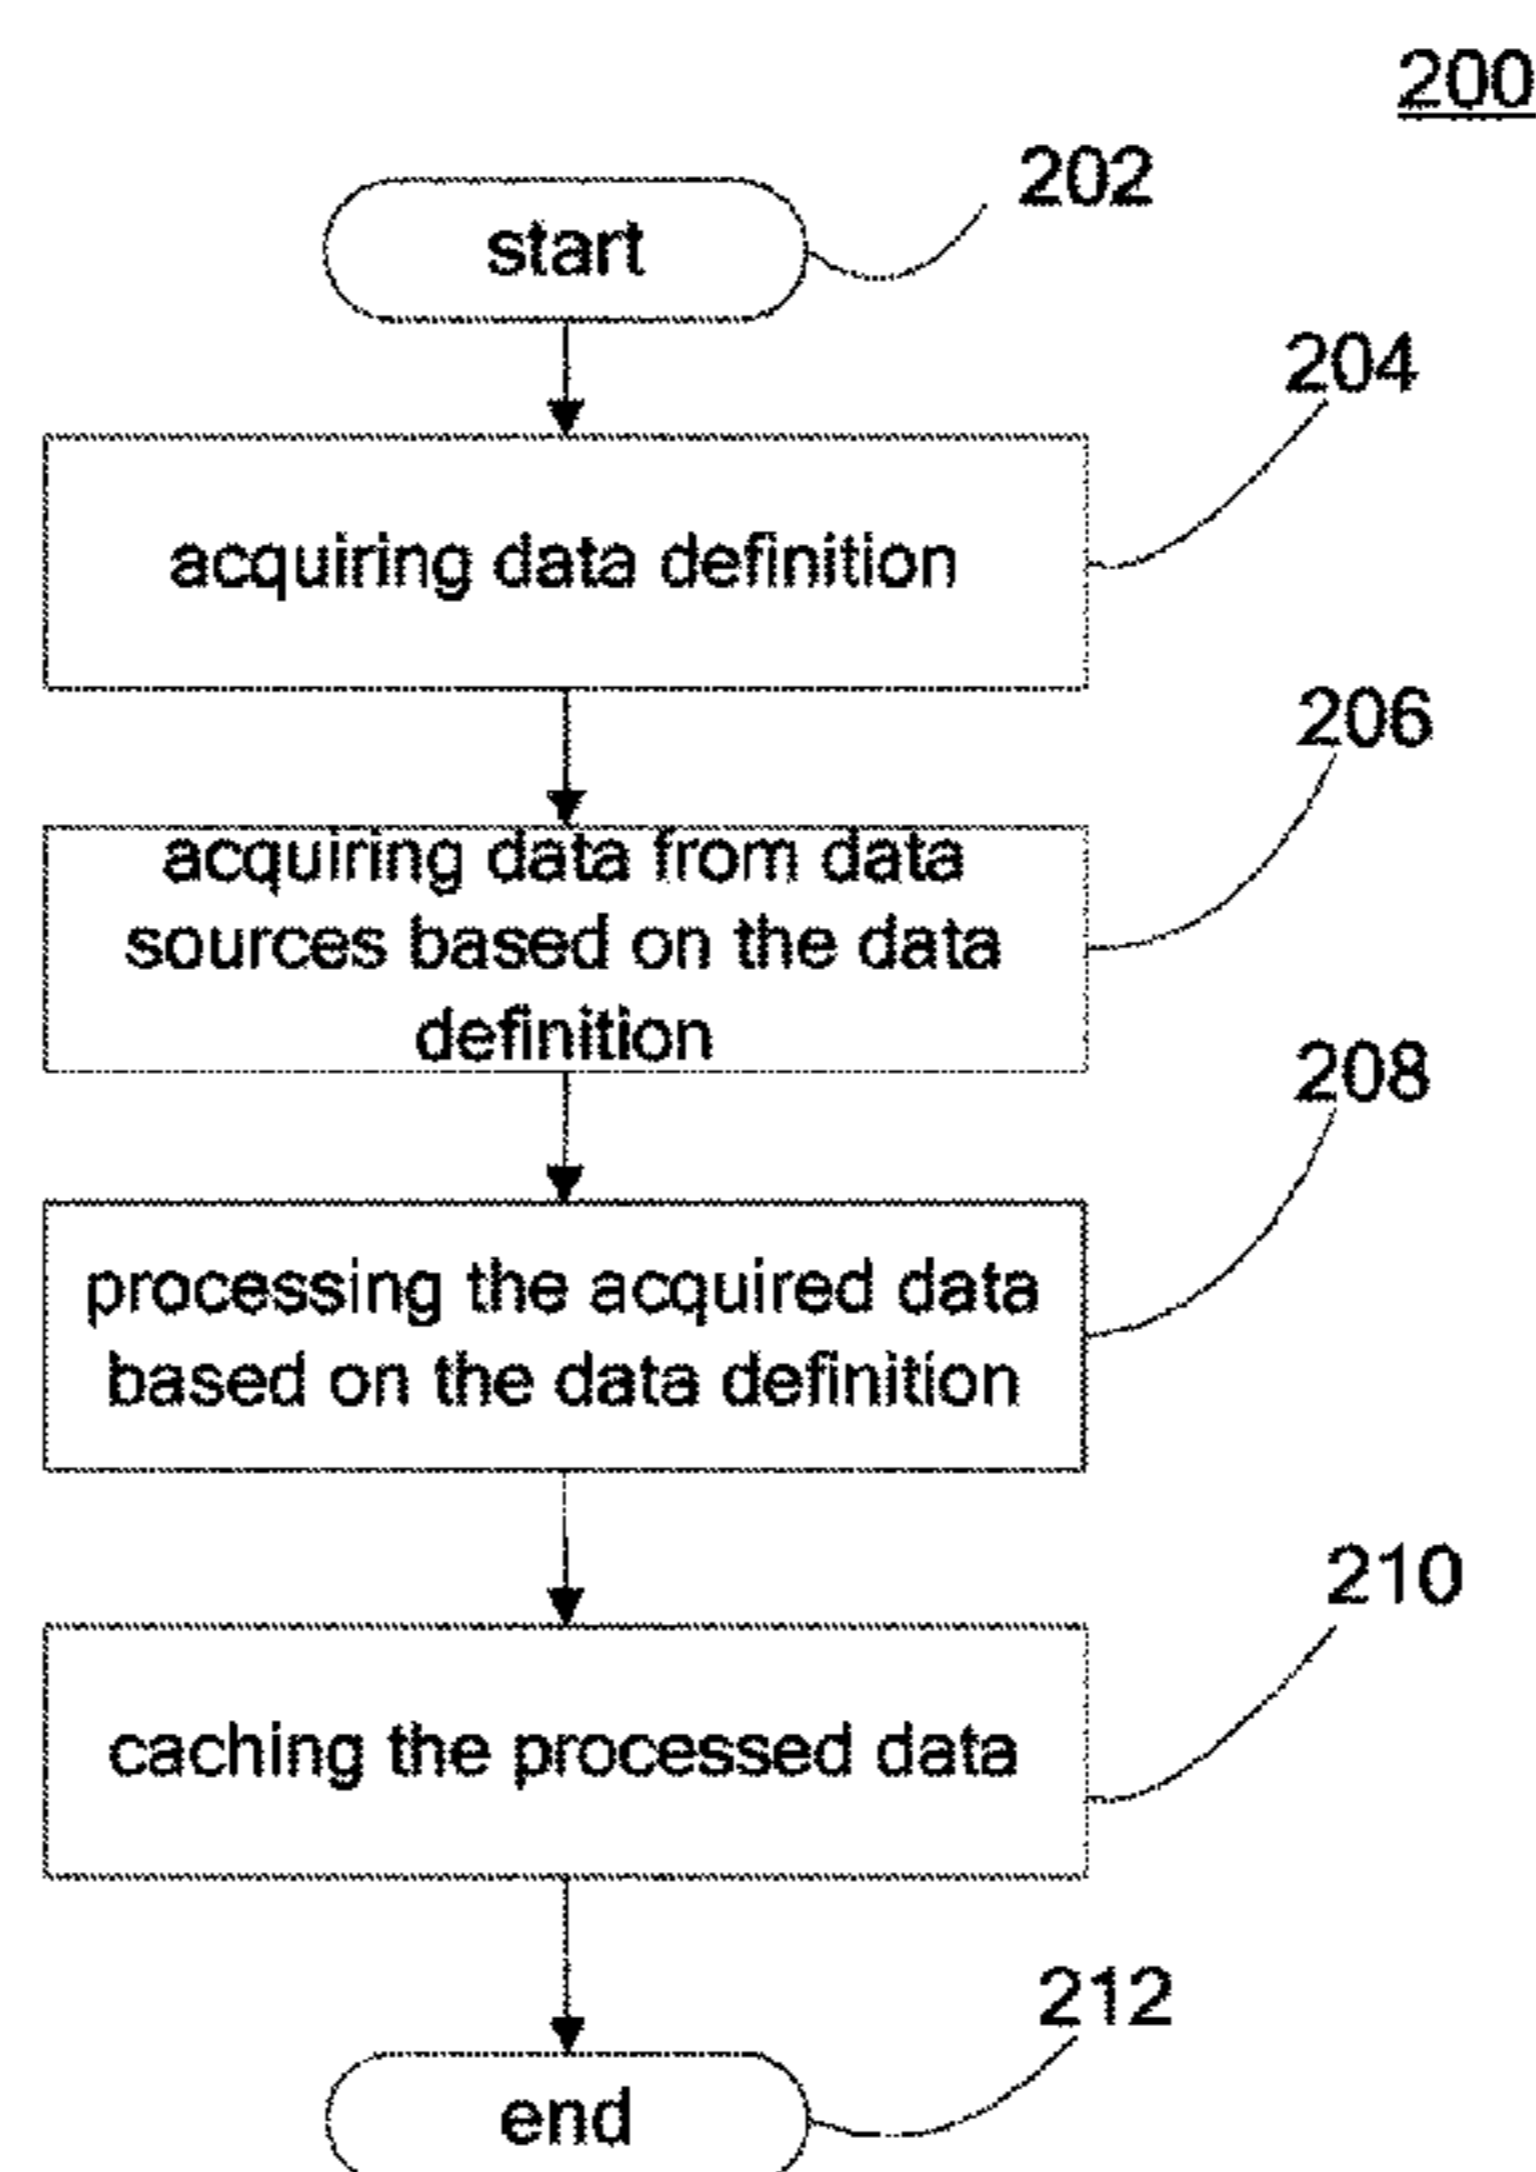 200
202
start
204
acquiring data definition
206
acquiring data from data
sources based on the data
definition
208
processing the acquired data
based on the data definition
210
caching the processed data
212
end